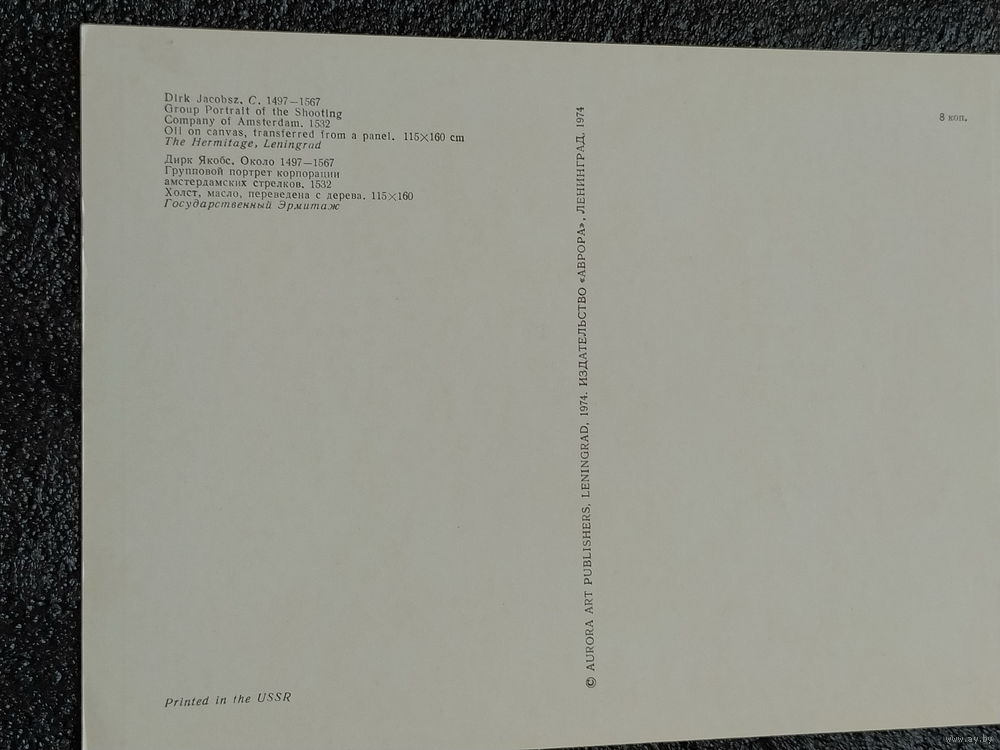 Dirk Jacobsz. C. 1497—1567
Group Portrait of the Shooting
Company of Amsterdam. 1532
Oil on canvas, transferred from a panel. 115×160 cm
The Hermitage, Leningrad
Дирк Якобс. Около 1497—1567
Групповой портрет корпорации
амстердамских стрелков. 1532
Холст, масло, переведена с дерева. 115×160
Государственный Эрмитаж
Printed in the USSR
© AURORA ART PUBLISHERS, LENINGRAD, 1974. ИЗДАТЕЛЬСТВО «АВРОРА», ЛЕНИНГРАД, 1974
8 коп.
www.ay.by